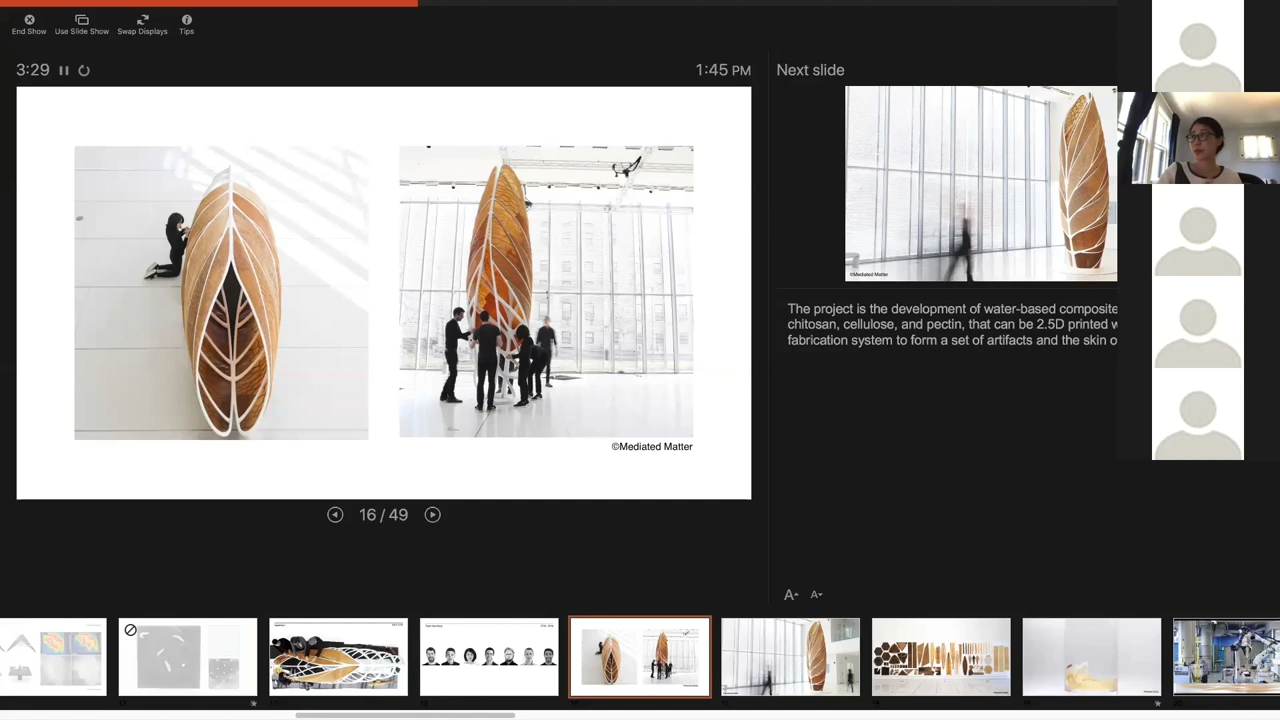 End Show
Use Slide Show
Swap Displays
Tips
3:29
1:45 PM
Next slide
©Mediated Matter
©Mediated Matter
The project is the development of water-based composite
chitosan, cellulose, and pectin, that can be 2.5D printed w
fabrication system to form a set of artifacts and the skin o
16 / 49
A
A